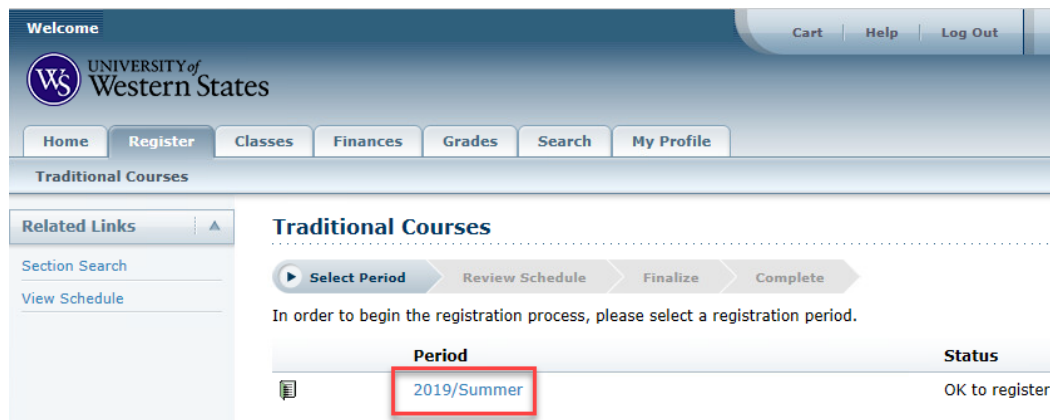 Welcome
Cart Help Log Out
WS UNIVERSITY of
Western States
Home Register Classes Finances Grades Search My Profile
Traditional Courses
Related Links
Section Search
View Schedule
Traditional Courses
Select Period Review Schedule Finalize Complete
In order to begin the registration process, please select a registration period.
Period Status
2019/Summer OK to register